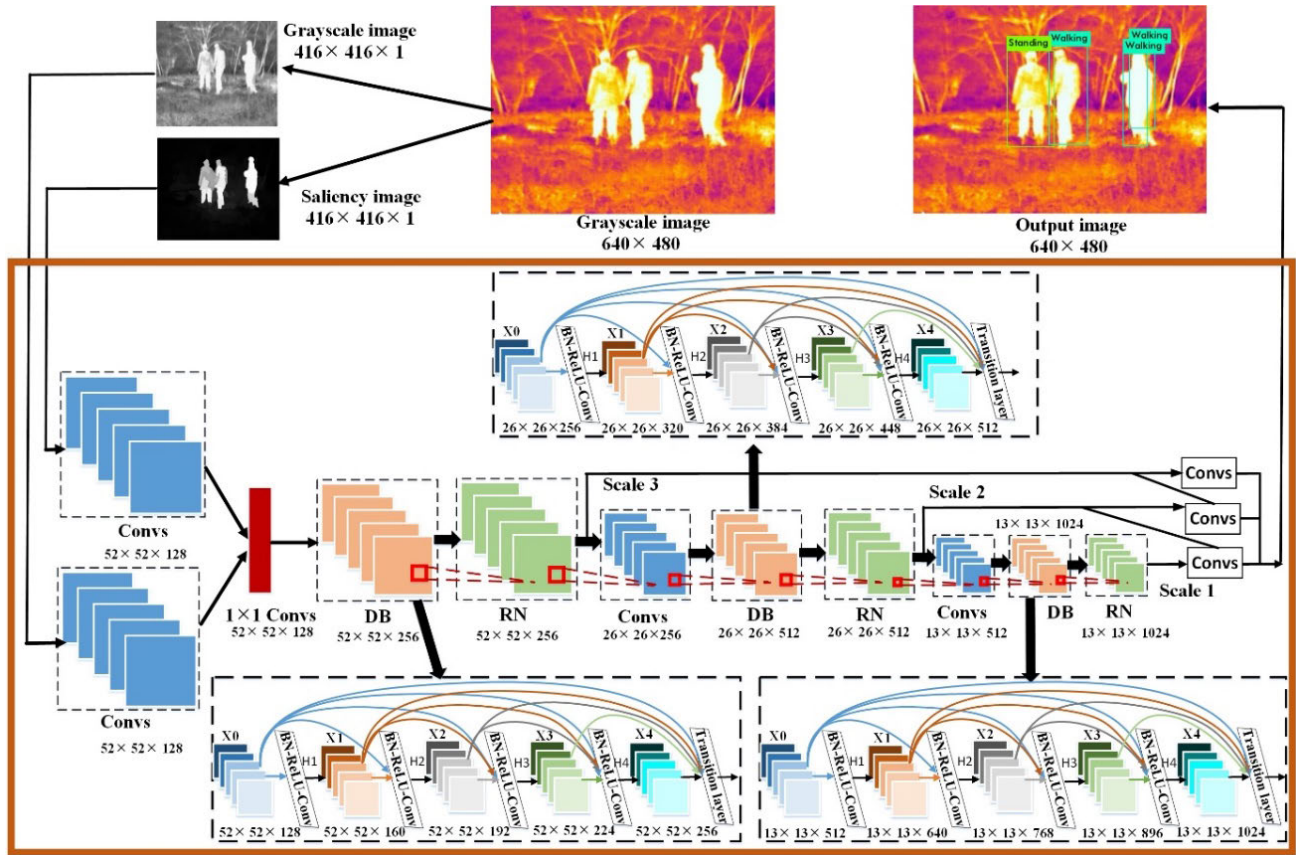 Grayscale image
416× 416×1
Saliency image
416× 416×1
Grayscale image
640× 480
Standing
Walking
Walking
Walking
Output image
640× 480
X0
BN-ReLU-Conv
H1
X1
BN-ReLU-Conv
H2
X2
BN-ReLU-Conv
H3
X3
BN-ReLU-Conv
H4
X4
Transition layer
26× 26×256
26× 26×320
26× 26×384
26× 26×448
26× 26×512
Convs
52× 52×128
Convs
52× 52×128
1×1 Convs
52× 52×128
DB
52× 52×256
RN
52× 52×256
Scale 3
Convs
26× 26×256
DB
26× 26×512
RN
26× 26×512
Scale 2
Convs
13× 13×512
13× 13×1024
DB
RN
13× 13×1024
Scale 1
Convs
Convs
Convs
X0
BN-ReLU-Conv
H1
X1
BN-ReLU-Conv
H2
X2
BN-ReLU-Conv
H3
X3
BN-ReLU-Conv
H4
X4
Transition layer
52× 52×128
52× 52×160
52× 52×192
52× 52×224
52× 52×256
X0
BN-ReLU-Conv
H1
X1
BN-ReLU-Conv
H2
X2
BN-ReLU-Conv
H3
X3
BN-ReLU-Conv
H4
X4
Transition layer
13× 13×512
13× 13×640
13× 13×768
13× 13×896
13× 13×1024